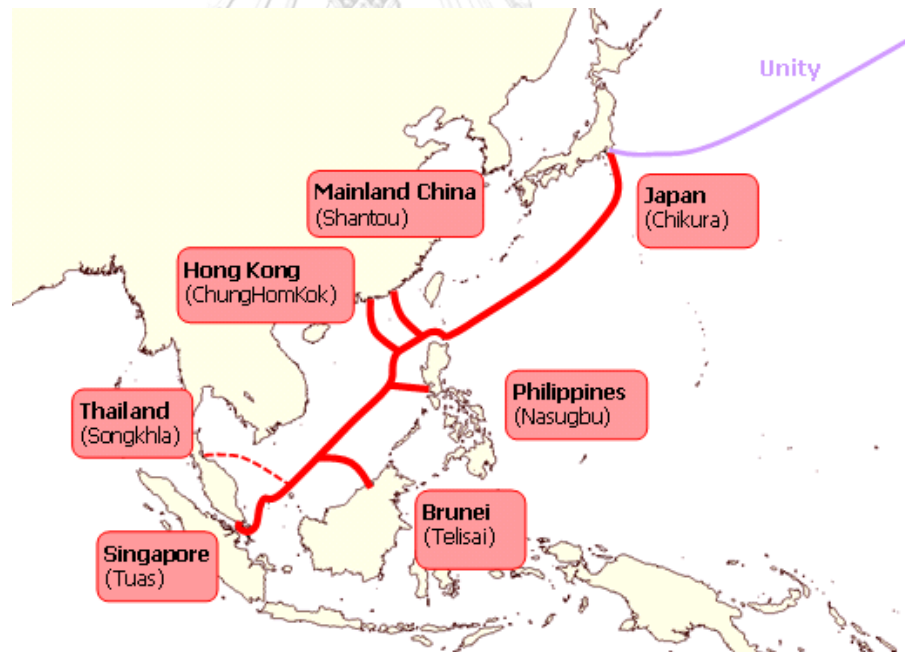 Unity
Mainland China
(Shantou)
Japan
(Chikura)
Hong Kong
(ChungHomKok)
Philippines
(Nasugbu)
Thailand
(Songkhla)
Brunei
(Telisai)
Singapore
(Tuas)